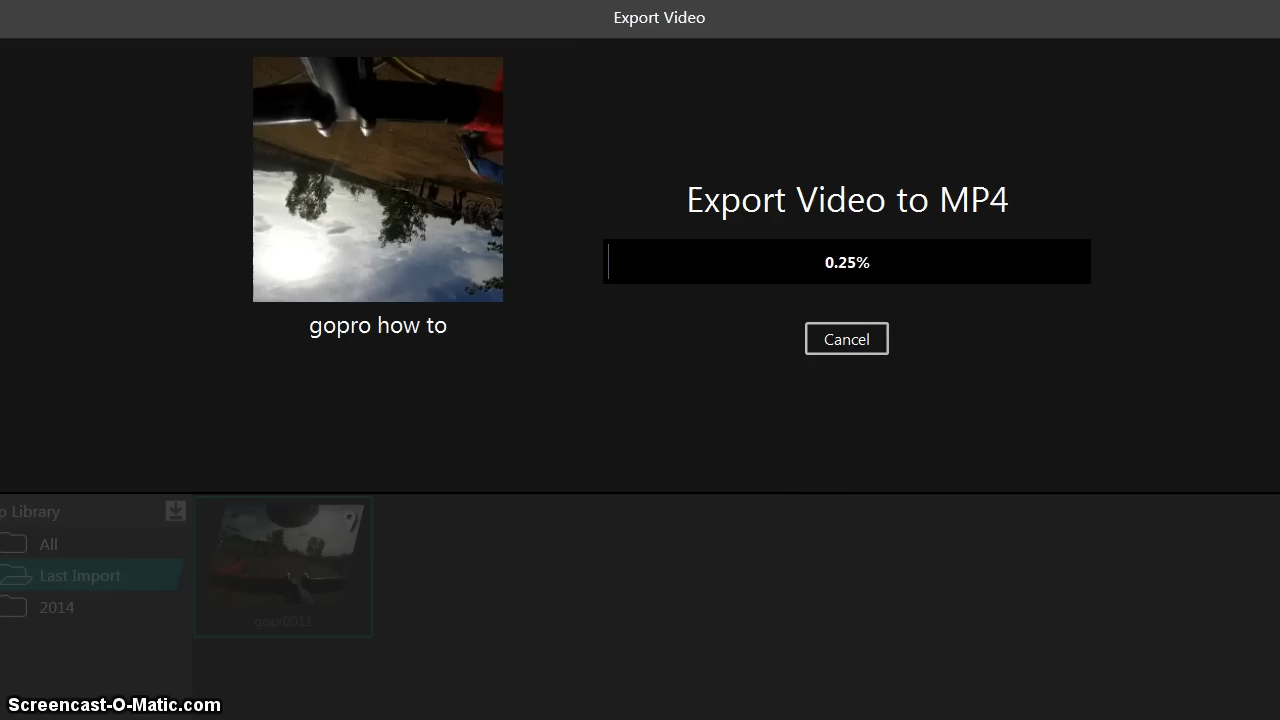 Export Video
Export Video to MP4
0.25%
gopro how to
Cancel
p Library
All
Last Import
2014
gopr0011
Screencast-O-Matic.com